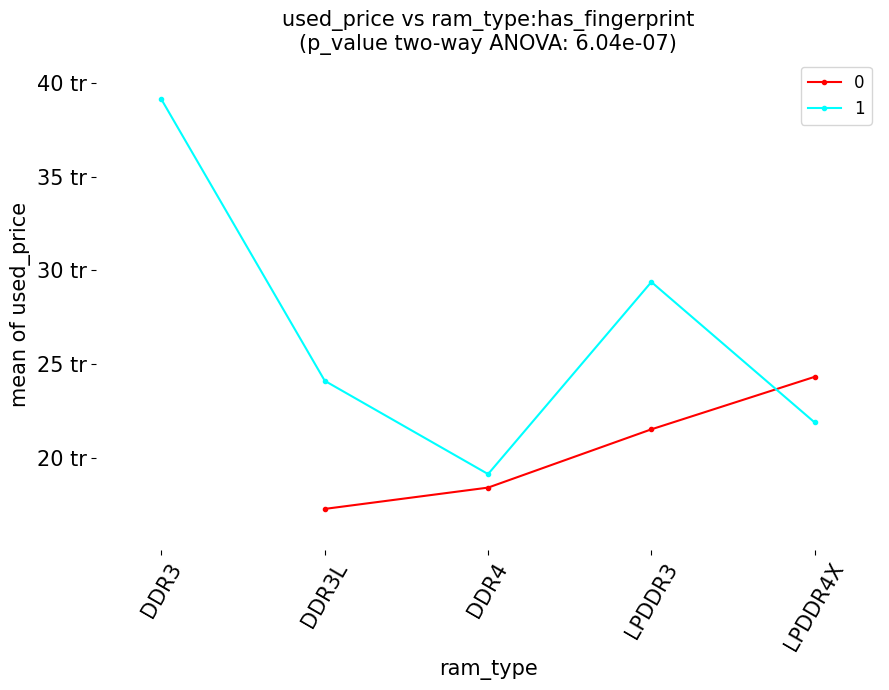 used_price vs ram_type:has_fingerprint
(p_value two-way ANOVA: 6.04e-07)
0
1
40 tr
35 tr
30 tr
25 tr
20 tr
mean of used_price
DDR3
DDR3L
DDR4
LPDDR3
LPDDR4X
ram_type